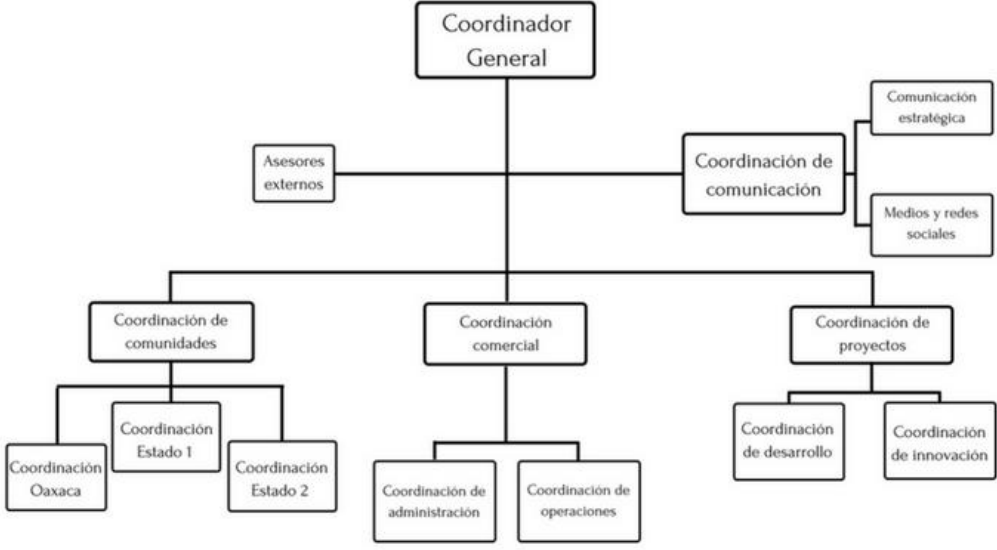 Coordinador
General
Comunicación
estratégica
Asesores
externos
Coordinación de
comunicación
Medios y redes
sociales
Coordinación de
comunidades
Coordinación
comercial
Coordinación de
proyectos
Coordinación
Oaxaca
Coordinación
Estado 1
Coordinación
Estado 2
Coordinación de
administración
Coordinación de
operaciones
Coordinación
de desarrollo
Coordinación
de innovación